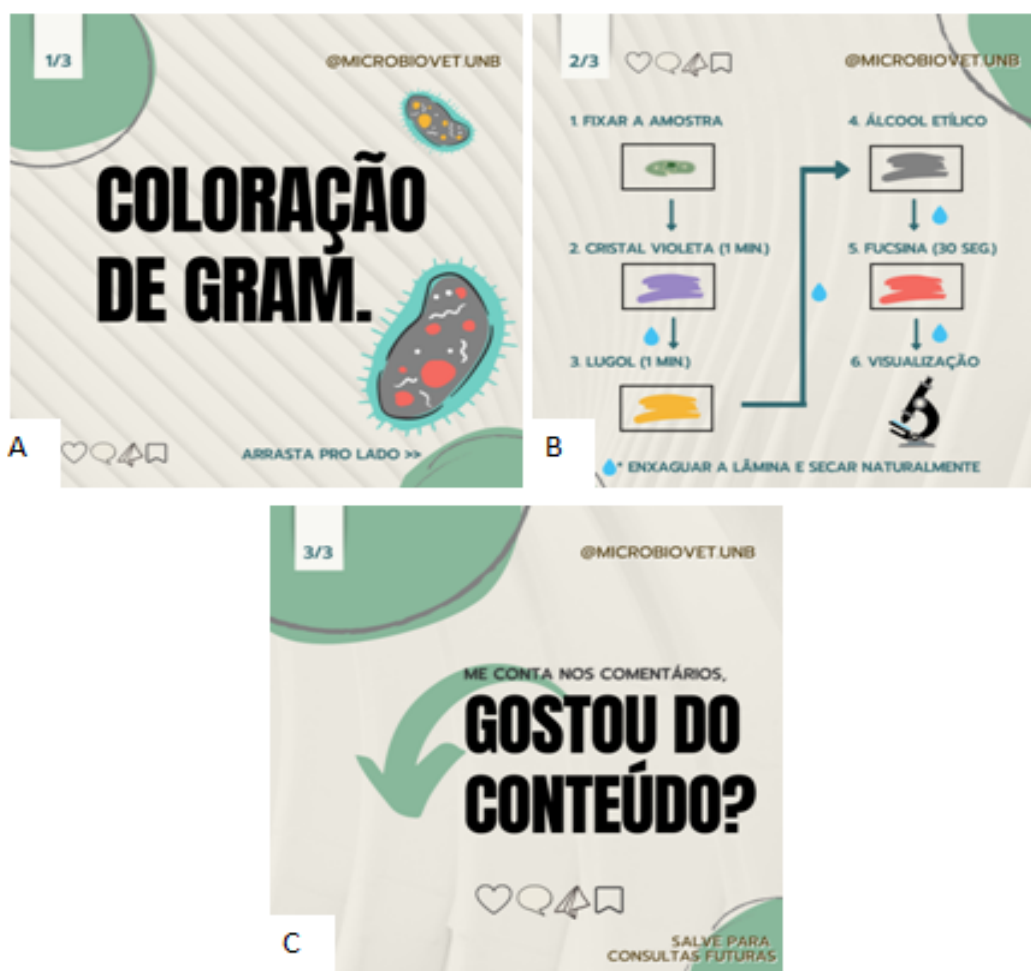 1/3
@MICROBIOVET.UNB
COLORAÇÃO
DE GRAM.
ARRASTA PRO LADO >>
A
2/3
@MICROBIOVET.UNB
1. FIXAR A AMOSTRA
2. CRISTAL VIOLETA (1 MIN.)
3. LUGOL (1 MIN.)
4. ÁLCOOL ETÍLICO
5. FUCSINA (30 SEG.)
6. VISUALIZAÇÃO
* ENXAGUAR A LÂMINA E SECAR NATURALMENTE
B
3/3
@MICROBIOVET.UNB
ME CONTA NOS COMENTÁRIOS,
GOSTOU DO
CONTEÚDO?
SALVE PARA
CONSULTAS FUTURAS
C